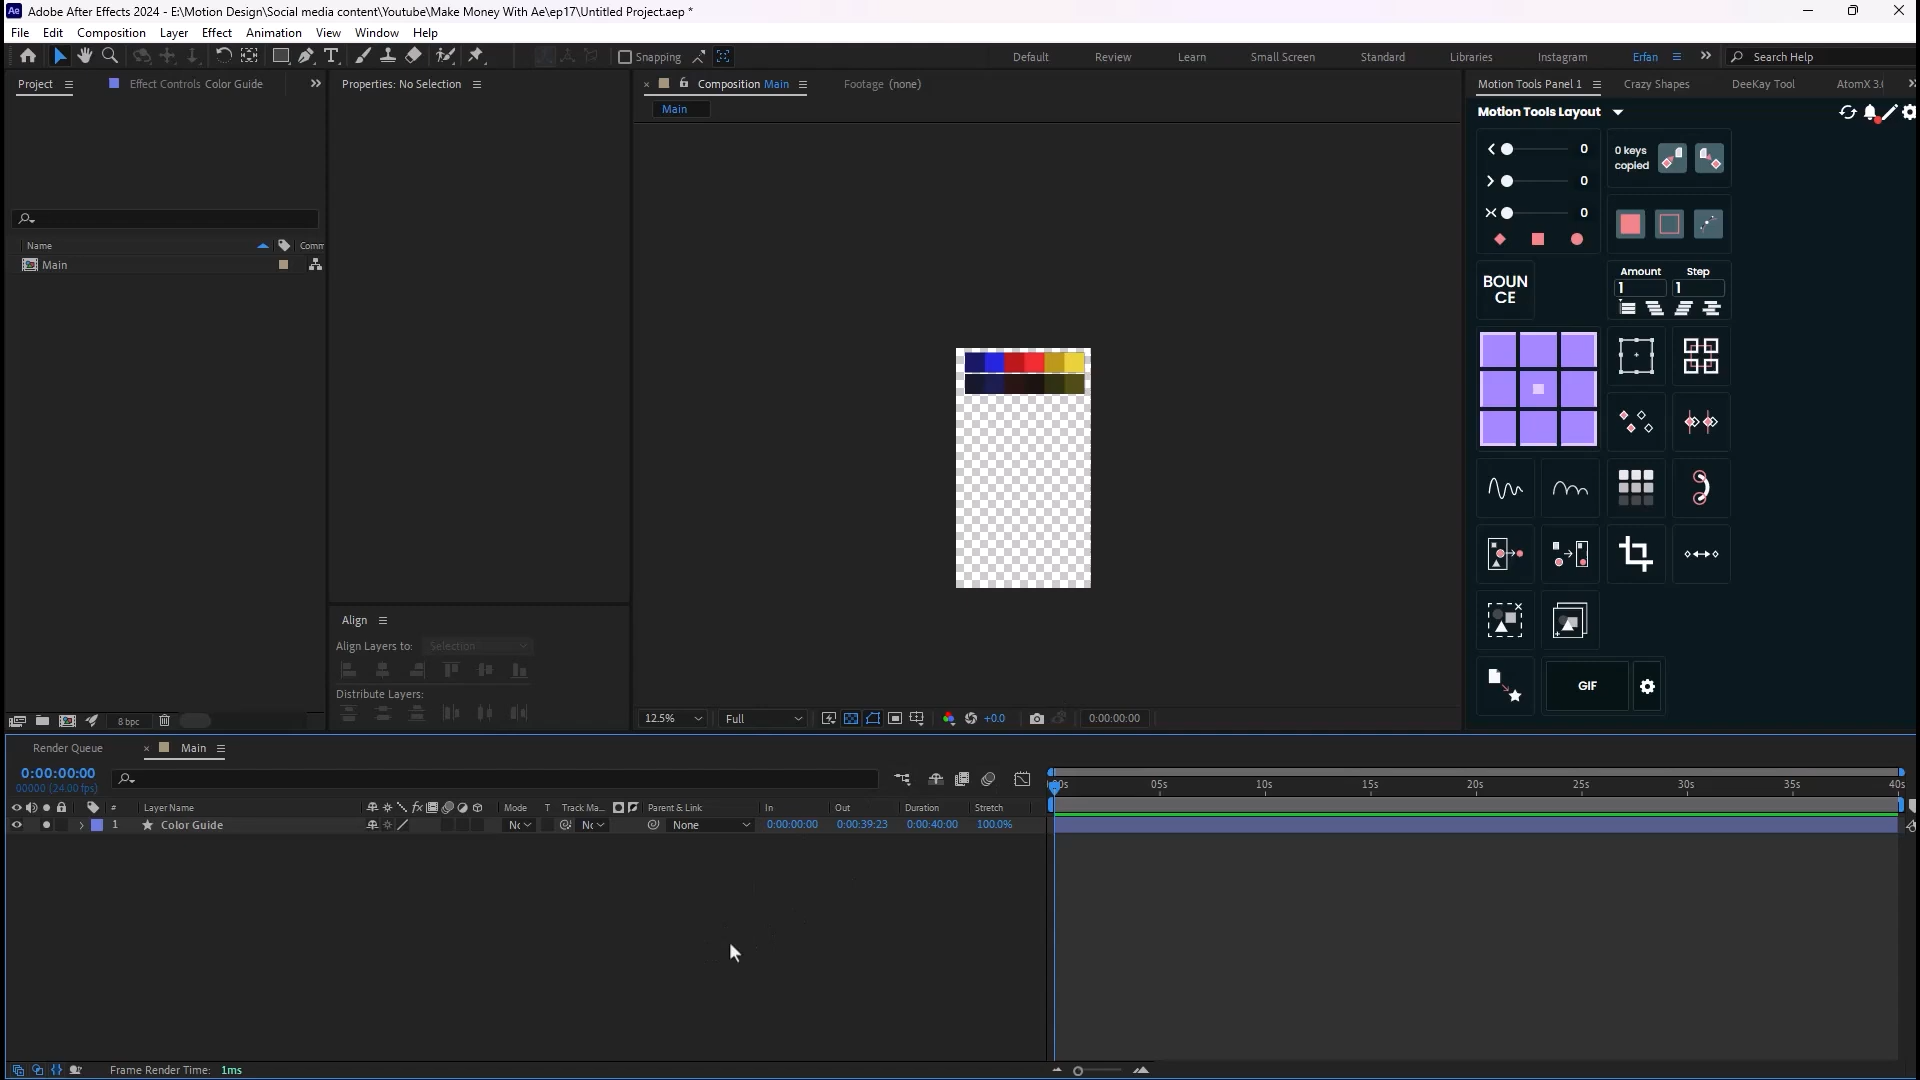 Adobe After Effects 2024 - E:\Motion Design\Social media content\Youtube\Make Money With Ae\ep17\Untitled Project.aep *
File Edit Composition Layer Effect Animation View Window Help
Snapping Default Review Learn Small Screen Standard Libraries Instagram Erfan Search Help
Project Effect Controls Color Guide Properties: No Selection Composition Main Footage (none) Motion Tools Panel 1 Crazy Shapes DeeKay Tool AtomX 3.
Main Motion Tools Layout
0
0 keys
copied
0
0
BOUN
CE
Amount Step
1 1
Name Comm
Main
GIF
Align
Align Layers to: Selection
Distribute Layers:
8 bpc 12.5% Full +0.0 0:00:00:00
Render Queue Main
0:00:00:00
00000 (24.00 fps)
00s 05s 10s 15s 20s 25s 30s 35s 40s
# Layer Name fx Mode T Track Ma... Parent & Link In Out Duration Stretch
1 Color Guide Nc Nc None 0:00:00:00 0:00:39:23 0:00:40:00 100.0%
Frame Render Time: 1ms